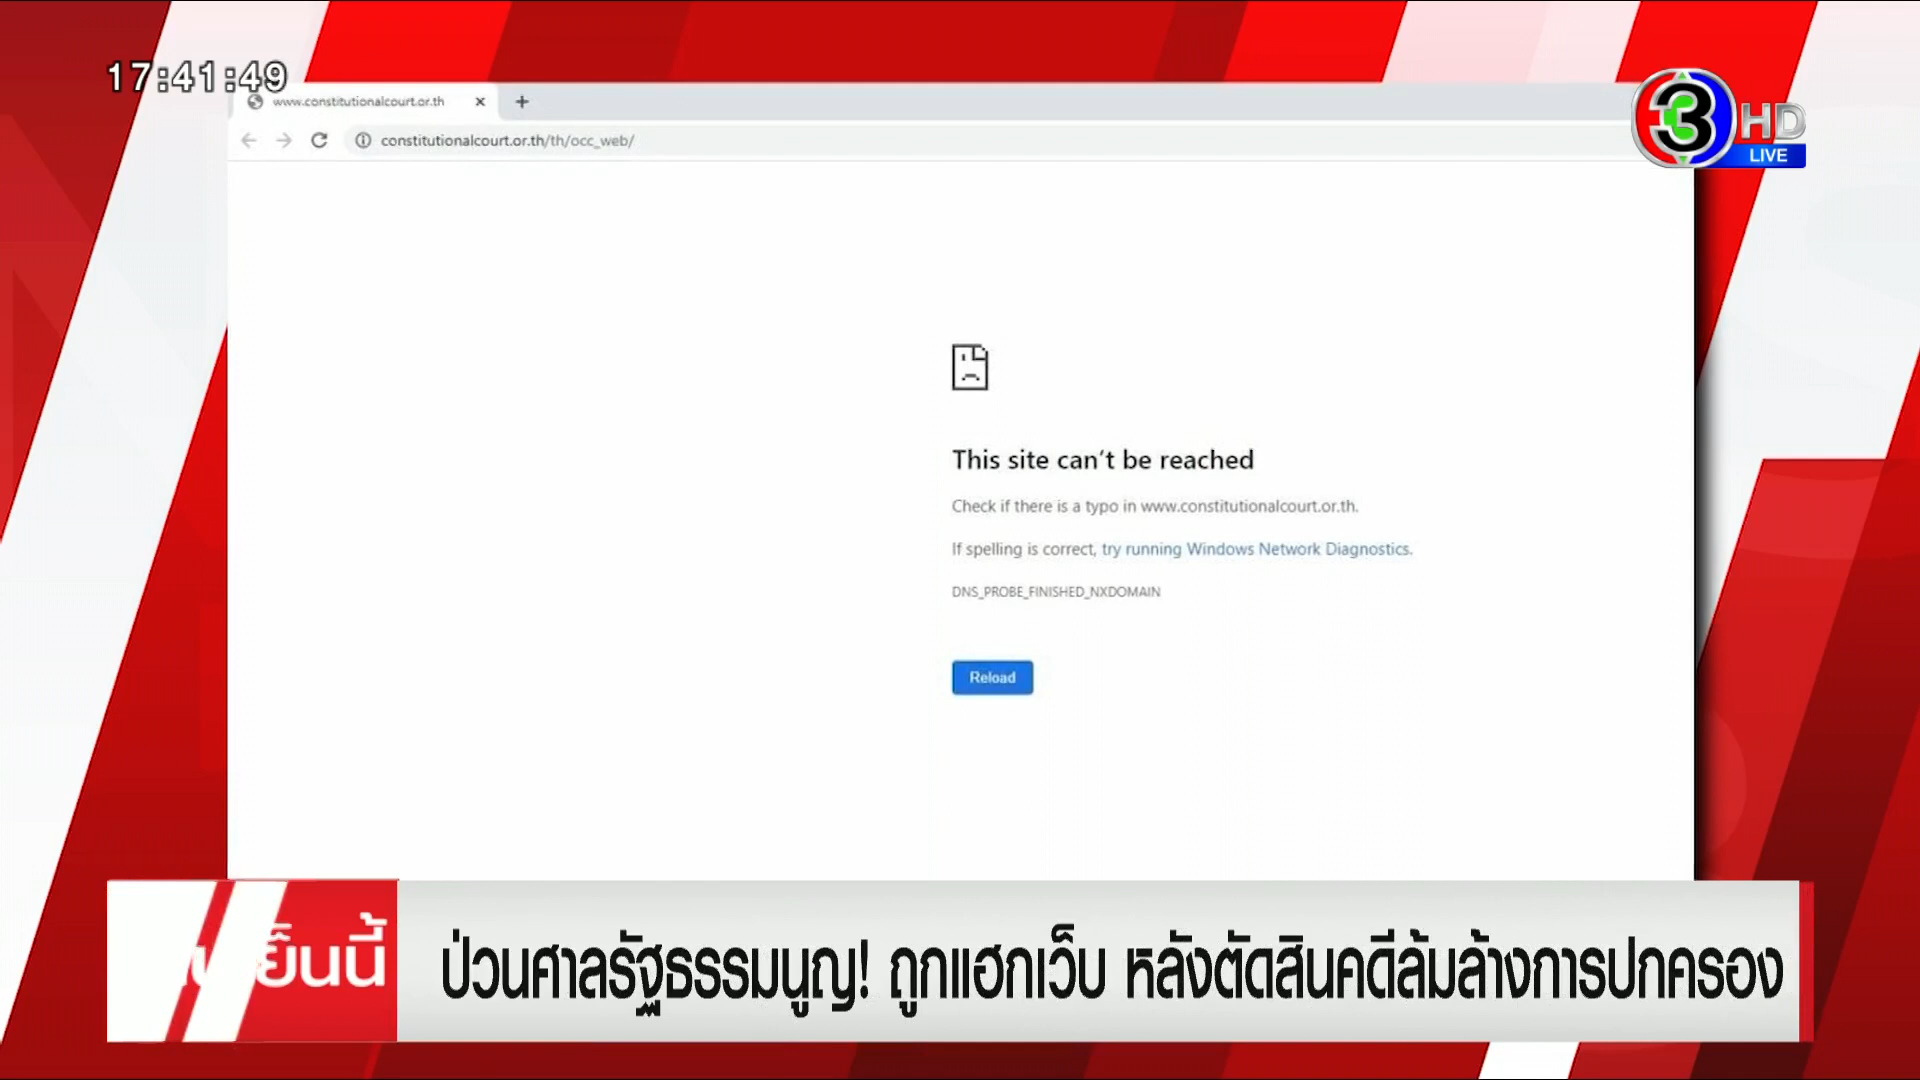 17:41:49
www.constitutionalcourt.or.th
constitutionalcourt.or.th/th/occ_web/
3 HD
LIVE
This site can't be reached
Check if there is a typo in www.constitutionalcourt.or.th.
If spelling is correct, try running Windows Network Diagnostics.
DNS_PROBE_FINISHED_NXDOMAIN
Reload
ป่วนศาลรัฐธรรมนูญ! ถูกแฮกเว็บ หลังตัดสินคดีล้มล้างการปกครอง